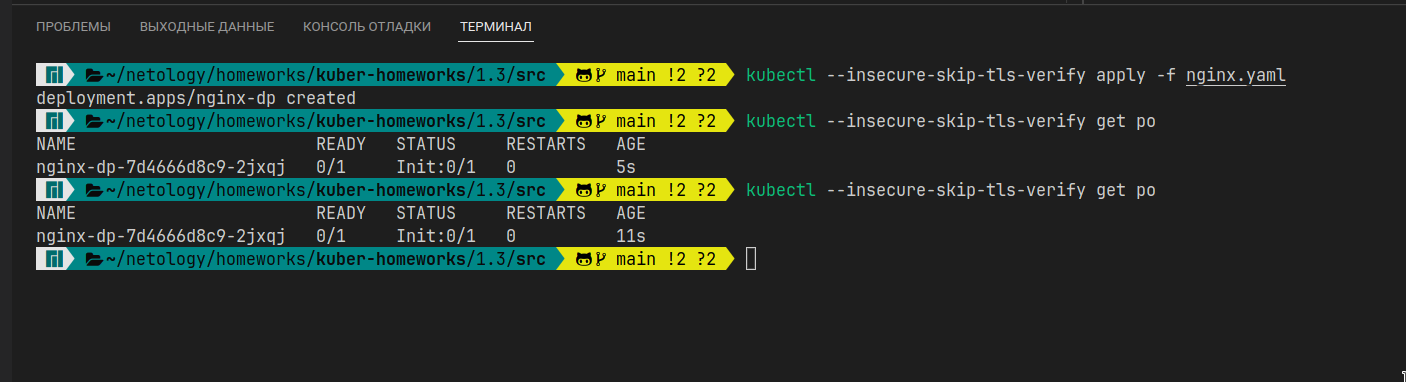 ПРОБЛЕМЫ ВЫХОДНЫЕ ДАННЫЕ КОНСОЛЬ ОТЛАДКИ ТЕРМИНАЛ
~/netology/homeworks/kuber-homeworks/1.3/src main !2 ?2 kubectl --insecure-skip-tls-verify apply -f nginx.yaml
deployment.apps/nginx-dp created
~/netology/homeworks/kuber-homeworks/1.3/src main !2 ?2 kubectl --insecure-skip-tls-verify get po
NAME READY STATUS RESTARTS AGE
nginx-dp-7d4666d8c9-2jxqj 0/1 Init:0/1 0 5s
~/netology/homeworks/kuber-homeworks/1.3/src main !2 ?2 kubectl --insecure-skip-tls-verify get po
NAME READY STATUS RESTARTS AGE
nginx-dp-7d4666d8c9-2jxqj 0/1 Init:0/1 0 11s
~/netology/homeworks/kuber-homeworks/1.3/src main !2 ?2